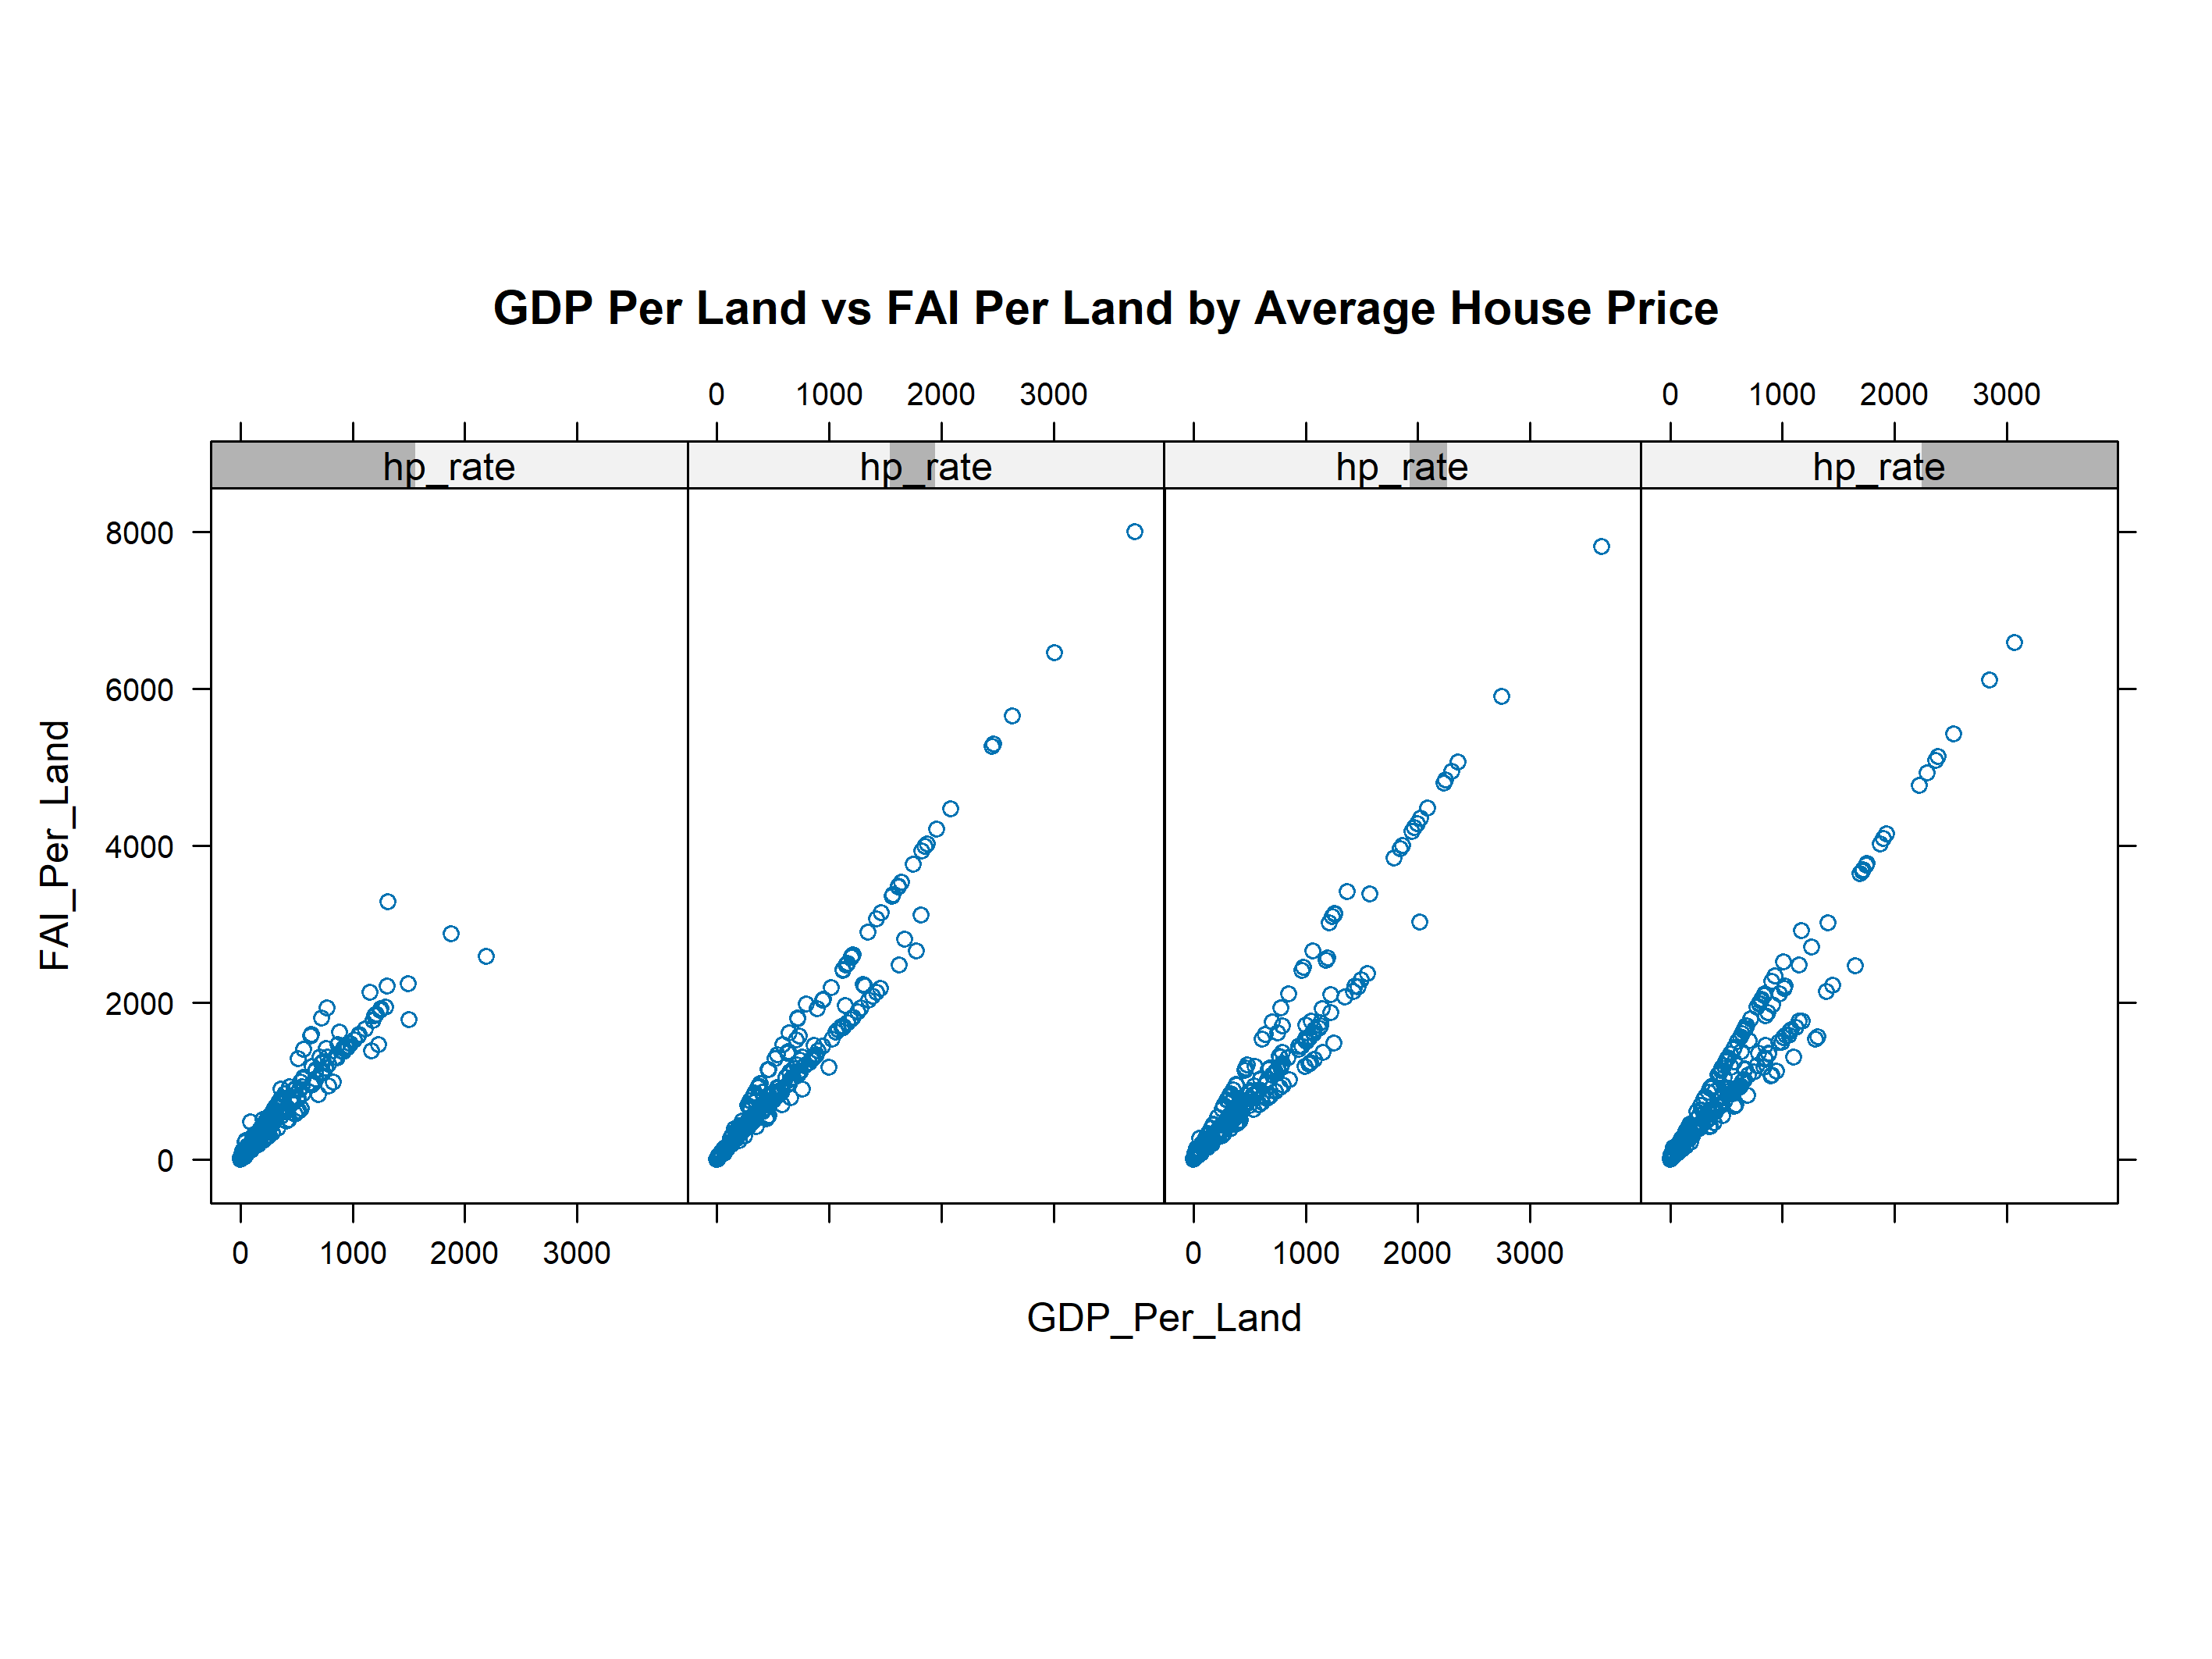 GDP Per Land vs FAI Per Land by Average House Price
0 1000 2000 3000 0 1000 2000 3000
hp_rate hp_rate hp_rate hp_rate
8000
6000
4000
2000
0
FAI_Per_Land
0 1000 2000 3000 0 1000 2000 3000
GDP_Per_Land